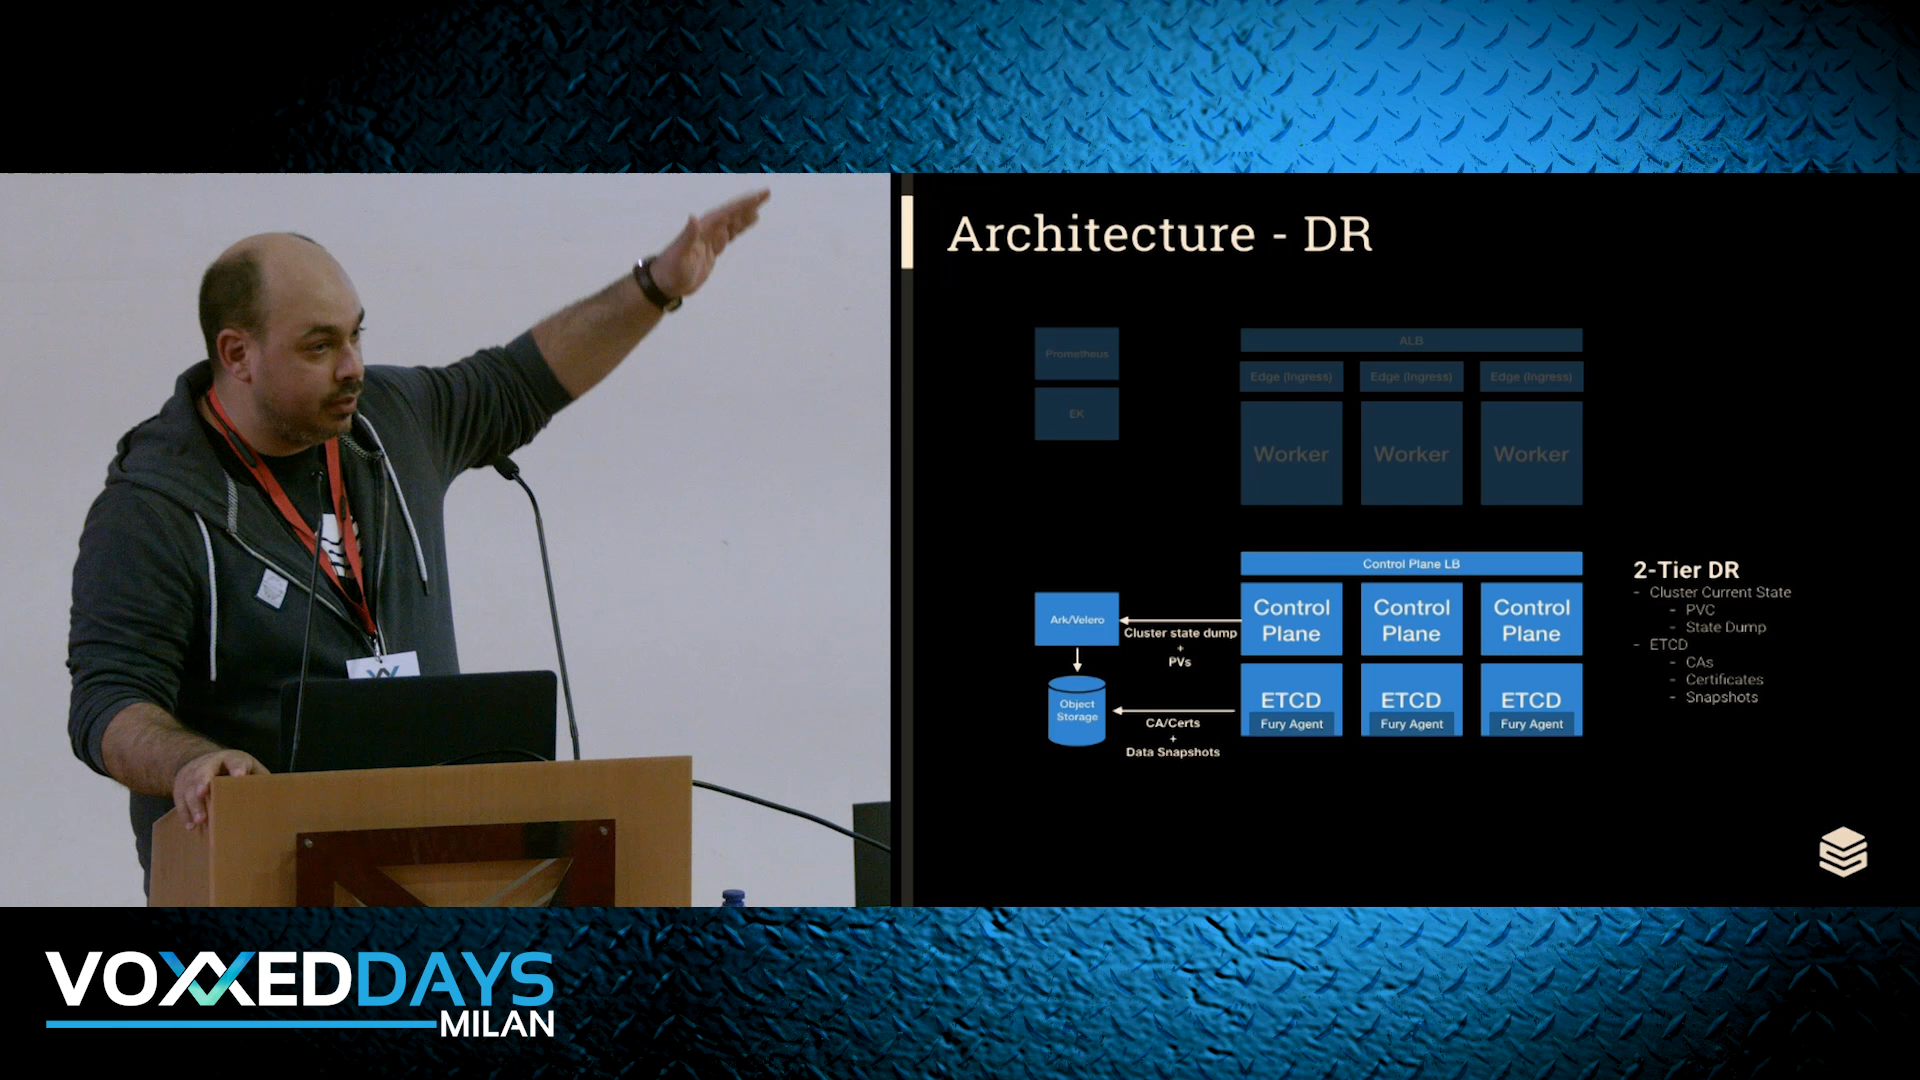 Architecture - DR
Prometheus
EK
ALB
Edge (Ingress)
Edge (Ingress)
Edge (Ingress)
Worker
Worker
Worker
Control Plane LB
Control
Plane
Control
Plane
Control
Plane
ETCD
Fury Agent
ETCD
Fury Agent
ETCD
Fury Agent
Ark/Velero
Cluster state dump
+
PVs
Object
Storage
CA/Certs
+
Data Snapshots
2-Tier DR
- Cluster Current State
- PVC
- State Dump
- ETCD
- CAs
- Certificates
- Snapshots
VOXXEDDAYS
MILAN